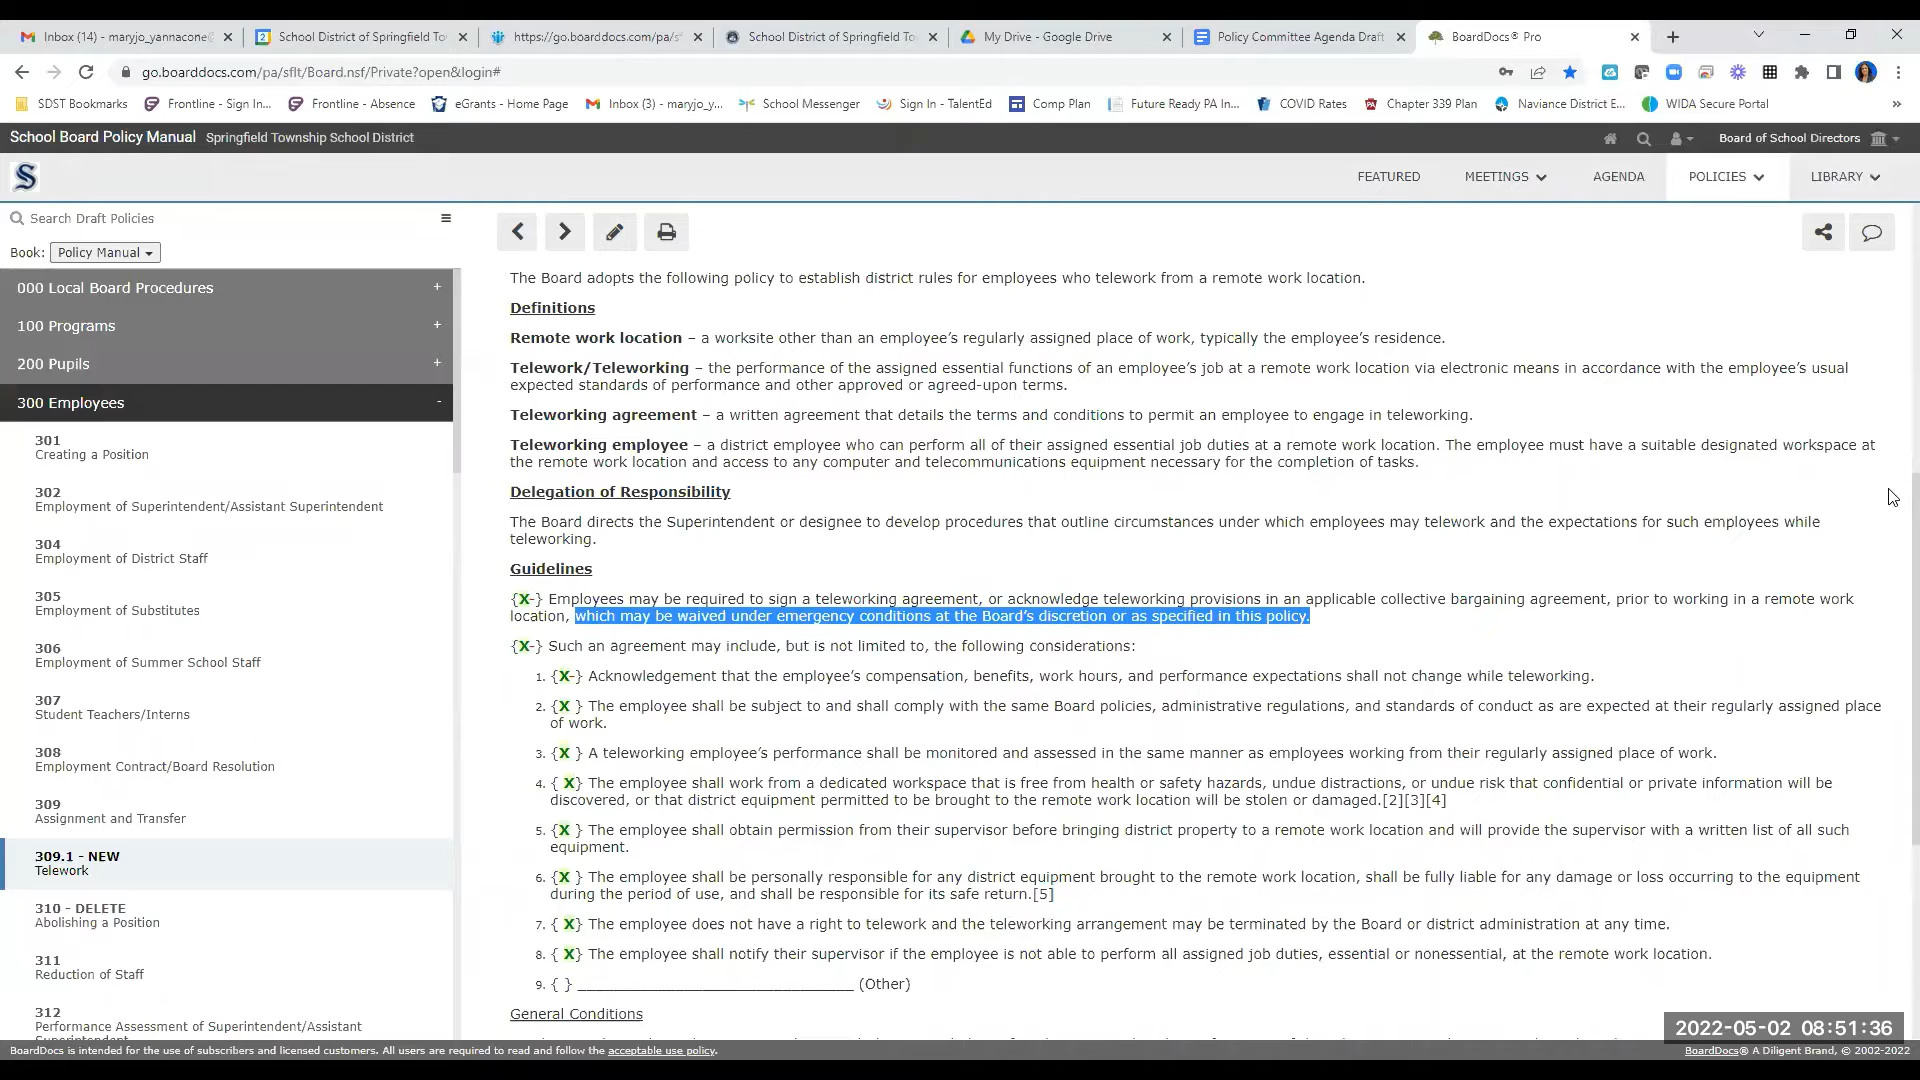 Inbox (14) - maryjo_yannacone@
School District of Springfield To
https://go.boarddocs.com/pa/sf
School District of Springfield To
My Drive - Google Drive
Policy Committee Agenda Draft
BoardDocs® Pro
go.boarddocs.com/pa/sflt/Board.nsf/Private?open&login#
SDST Bookmarks
Frontline - Sign In...
Frontline - Absence
eGrants - Home Page
Inbox (3) - maryjo_y...
School Messenger
Sign In - TalentEd
Comp Plan
Future Ready PA In...
COVID Rates
Chapter 339 Plan
Naviance District E...
WIDA Secure Portal
School Board Policy Manual Springfield Township School District
Board of School Directors
FEATURED
MEETINGS
AGENDA
POLICIES
LIBRARY
Search Draft Policies
Book: Policy Manual
000 Local Board Procedures +
100 Programs +
200 Pupils +
300 Employees -
301
Creating a Position
302
Employment of Superintendent/Assistant Superintendent
304
Employment of District Staff
305
Employment of Substitutes
306
Employment of Summer School Staff
307
Student Teachers/Interns
308
Employment Contract/Board Resolution
309
Assignment and Transfer
309.1 - NEW
Telework
310 - DELETE
Abolishing a Position
311
Reduction of Staff
312
Performance Assessment of Superintendent/Assistant
Superintendent
The Board adopts the following policy to establish district rules for employees who telework from a remote work location.
Definitions
Remote work location – a worksite other than an employee's regularly assigned place of work, typically the employee's residence.
Telework/Teleworking – the performance of the assigned essential functions of an employee's job at a remote work location via electronic means in accordance with the employee's usual
expected standards of performance and other approved or agreed-upon terms.
Teleworking agreement – a written agreement that details the terms and conditions to permit an employee to engage in teleworking.
Teleworking employee – a district employee who can perform all of their assigned essential job duties at a remote work location. The employee must have a suitable designated workspace at
the remote work location and access to any computer and telecommunications equipment necessary for the completion of tasks.
Delegation of Responsibility
The Board directs the Superintendent or designee to develop procedures that outline circumstances under which employees may telework and the expectations for such employees while
teleworking.
Guidelines
{X-} Employees may be required to sign a teleworking agreement, or acknowledge teleworking provisions in an applicable collective bargaining agreement, prior to working in a remote work
location, which may be waived under emergency conditions at the Board's discretion or as specified in this policy.
{X-} Such an agreement may include, but is not limited to, the following considerations:
1. {X-} Acknowledgement that the employee's compensation, benefits, work hours, and performance expectations shall not change while teleworking.
2. {X } The employee shall be subject to and shall comply with the same Board policies, administrative regulations, and standards of conduct as are expected at their regularly assigned place
of work.
3. {X } A teleworking employee's performance shall be monitored and assessed in the same manner as employees working from their regularly assigned place of work.
4. { X} The employee shall work from a dedicated workspace that is free from health or safety hazards, undue distractions, or undue risk that confidential or private information will be
discovered, or that district equipment permitted to be brought to the remote work location will be stolen or damaged.[2][3][4]
5. {X } The employee shall obtain permission from their supervisor before bringing district property to a remote work location and will provide the supervisor with a written list of all such
equipment.
6. {X } The employee shall be personally responsible for any district equipment brought to the remote work location, shall be fully liable for any damage or loss occurring to the equipment
during the period of use, and shall be responsible for its safe return.[5]
7. { X} The employee does not have a right to telework and the teleworking arrangement may be terminated by the Board or district administration at any time.
8. { X} The employee shall notify their supervisor if the employee is not able to perform all assigned job duties, essential or nonessential, at the remote work location.
9. { } ______________________________ (Other)
General Conditions
2022-05-02 08:51:36
BoardDocs is intended for the use of subscribers and licensed customers. All users are required to read and follow the acceptable use policy.
BoardDocs® A Diligent Brand, © 2002-2022